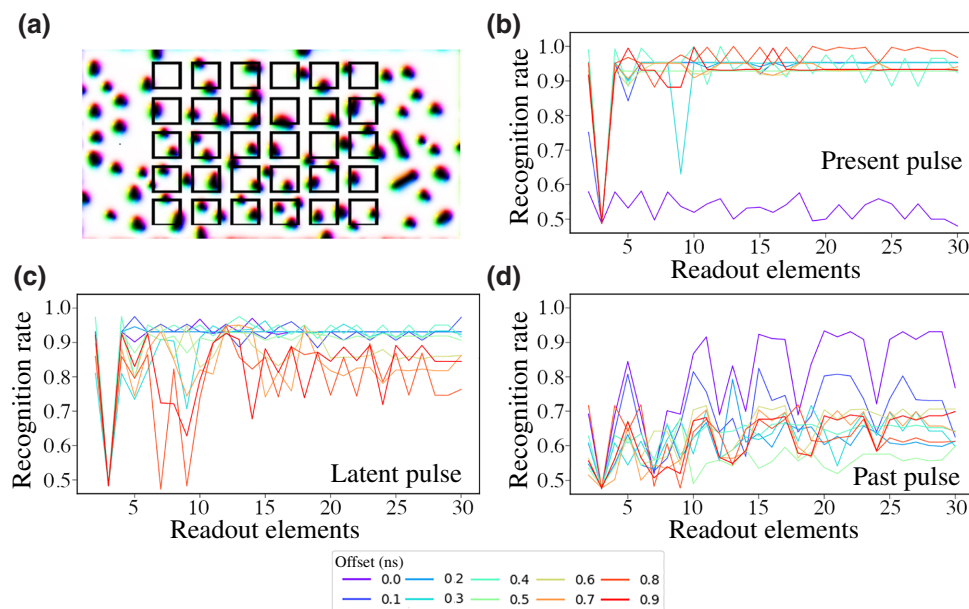 (a)
(b)
1.0
0.9
0.8
0.7
0.6
0.5
Recognition rate
Present pulse
5 10 15 20 25 30
Readout elements
(c)
1.0
0.9
0.8
0.7
0.6
0.5
Recognition rate
Latent pulse
5 10 15 20 25 30
Readout elements
(d)
1.0
0.9
0.8
0.7
0.6
0.5
Recognition rate
Past pulse
5 10 15 20 25 30
Readout elements
Offset (ns)
0.0 0 2 0.4 0.6 0.8
0.1 0 3 0.5 0.7 0.9